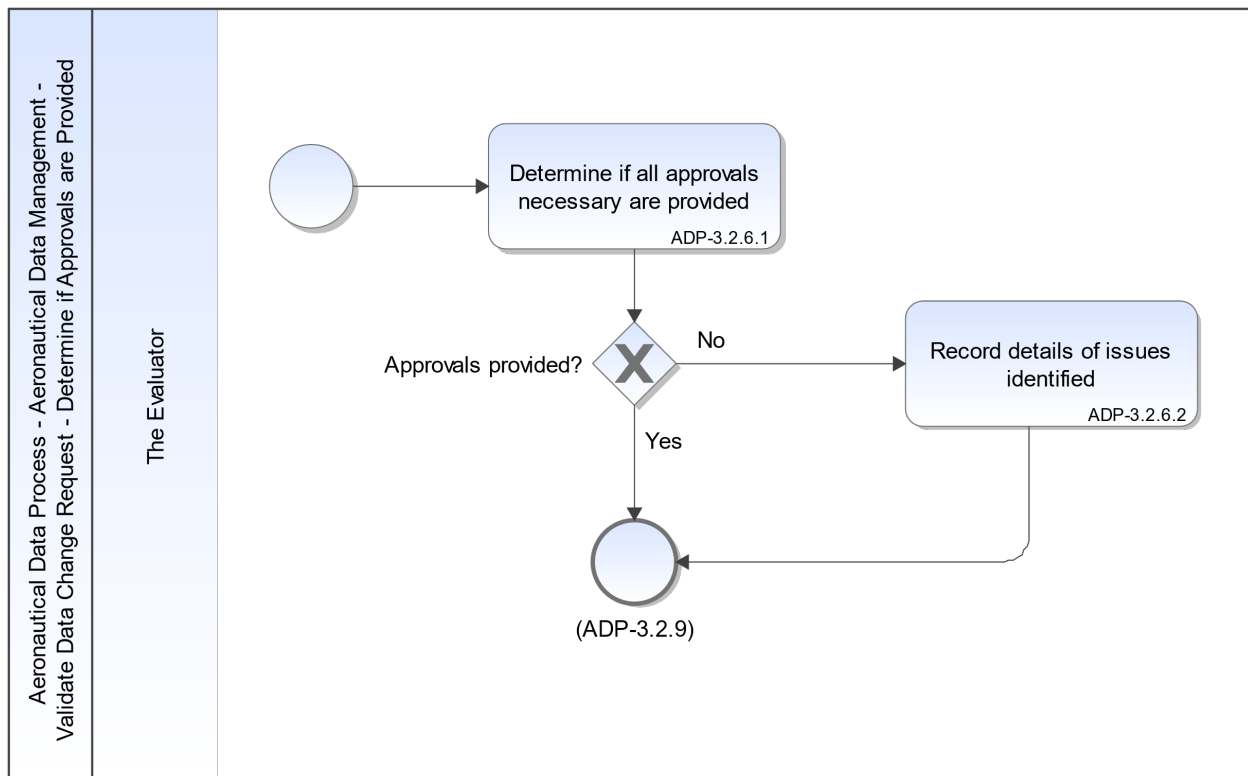 Aeronautical Data Process - Aeronautical Data Management -
Validate Data Change Request - Determine if Approvals are Provided
The Evaluator
Determine if all approvals
necessary are provided
ADP-3.2.6.1
Approvals provided?
No
Record details of issues
identified
ADP-3.2.6.2
Yes
(ADP-3.2.9)